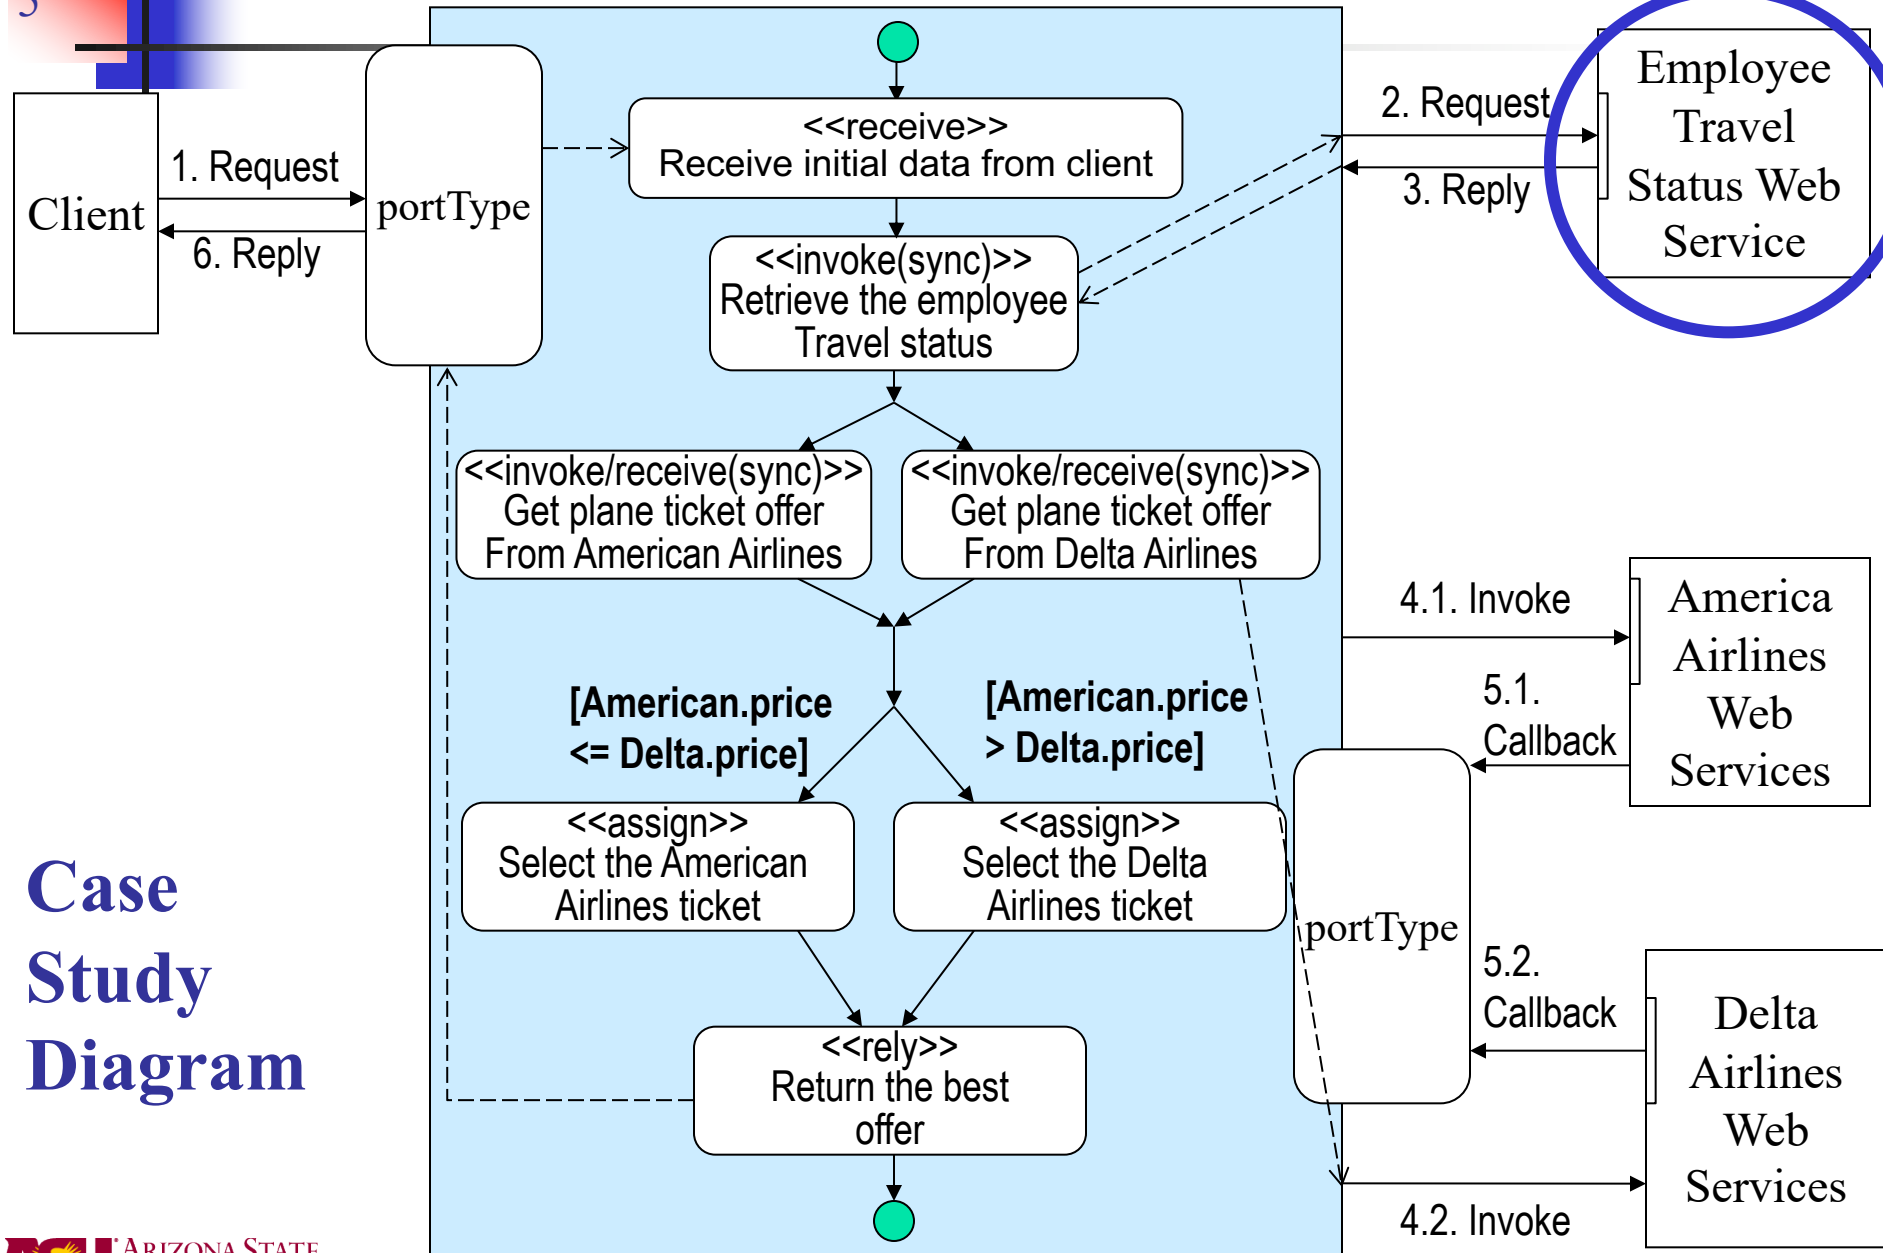 5
<<receive>>
Receive initial data from client
Client
1. Request
6. Reply
portType
<<invoke(sync)>>
Retrieve the employee
Travel status
2. Request
3. Reply
Employee
Travel
Status Web
Service
<<invoke/receive(sync)>>
Get plane ticket offer
From American Airlines
<<invoke/receive(sync)>>
Get plane ticket offer
From Delta Airlines
4.1. Invoke
America
Airlines
Web
Services
5.1.
Callback
[American.price
<= Delta.price]
[American.price
> Delta.price]
<<assign>>
Select the American
Airlines ticket
<<assign>>
Select the Delta
Airlines ticket
portType
5.2.
Callback
Delta
Airlines
Web
Services
4.2. Invoke
<<rely>>
Return the best
offer
Case
Study
Diagram
ARIZONA STATE